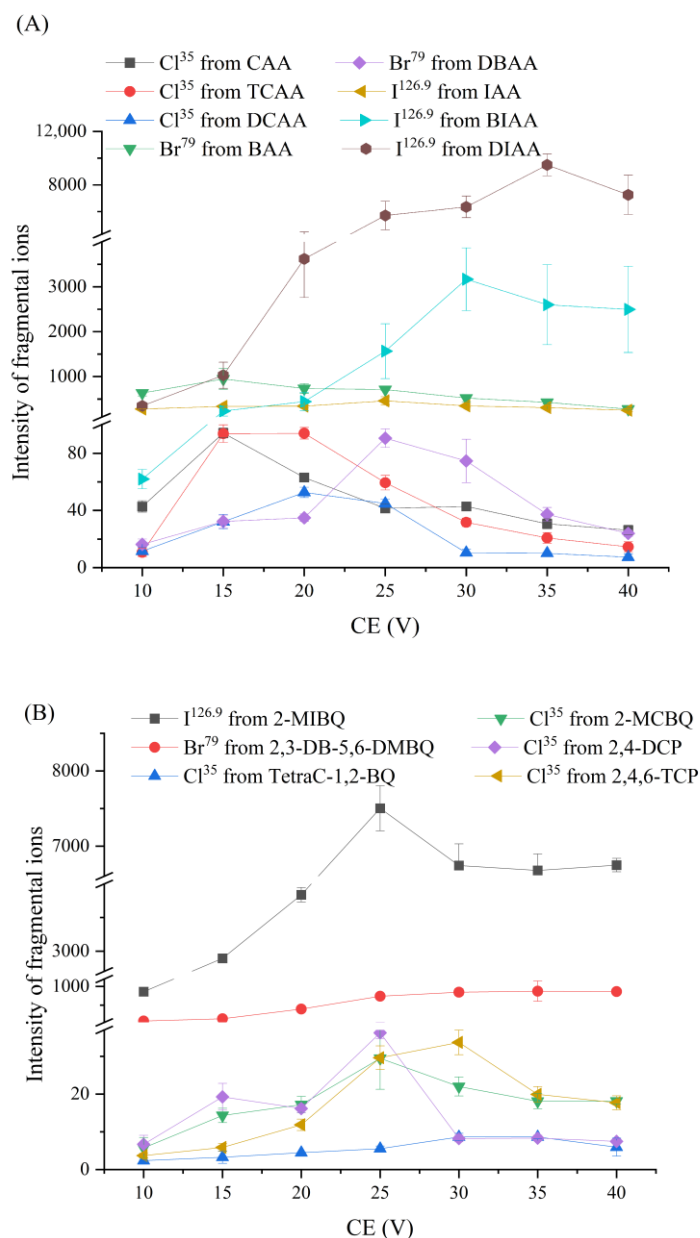 (A)
Cl³⁵ from CAA
Br⁷⁹ from DBAA
Cl³⁵ from TCAA
I¹²⁶·⁹ from IAA
Cl³⁵ from DCAA
I¹²⁶·⁹ from BIAA
Br⁷⁹ from BAA
I¹²⁶·⁹ from DIAA
12,000
8000
3000
2000
1000
80
40
0
Intensity of fragmental ions
10 15 20 25 30 35 40
CE (V)
(B)
I¹²⁶·⁹ from 2-MIBQ
Cl³⁵ from 2-MCBQ
Br⁷⁹ from 2,3-DB-5,6-DMBQ
Cl³⁵ from 2,4-DCP
Cl³⁵ from TetraC-1,2-BQ
Cl³⁵ from 2,4,6-TCP
8000
7000
3000
1000
20
0
Intensity of fragmental ions
10 15 20 25 30 35 40
CE (V)